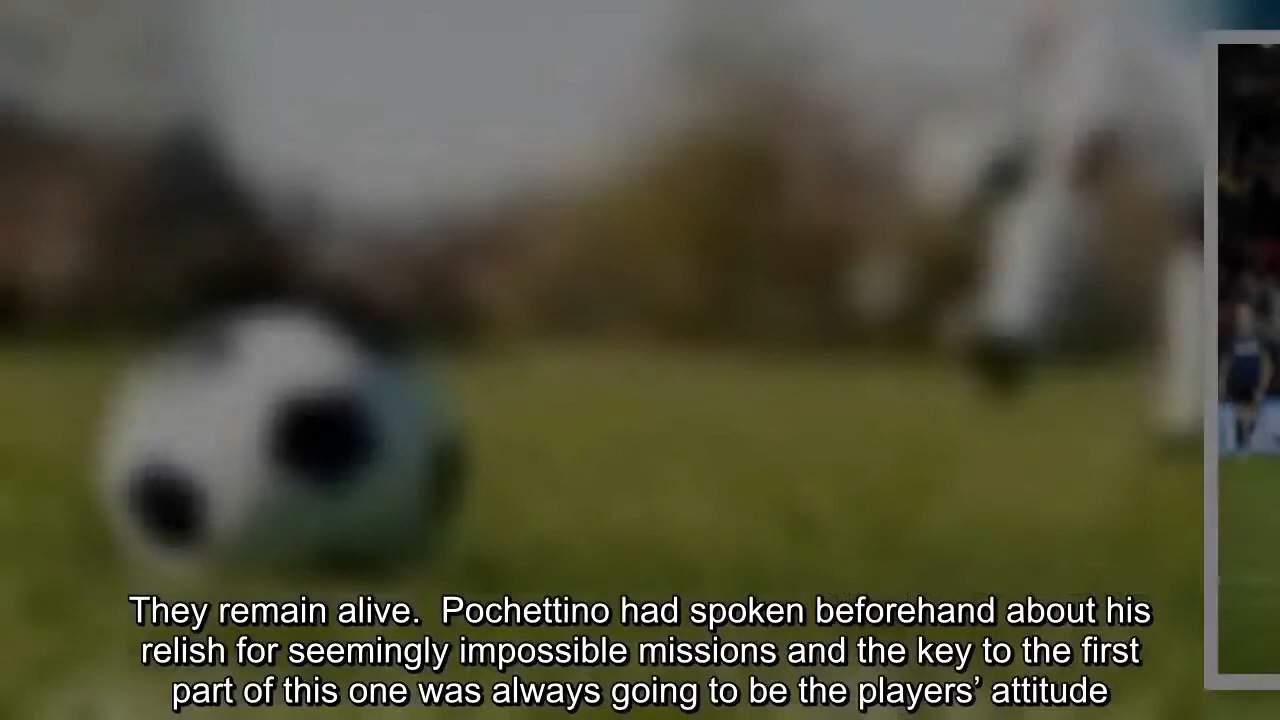 They remain alive.  Pochettino had spoken beforehand about his
relish for seemingly impossible missions and the key to the first
part of this one was always going to be the players’ attitude